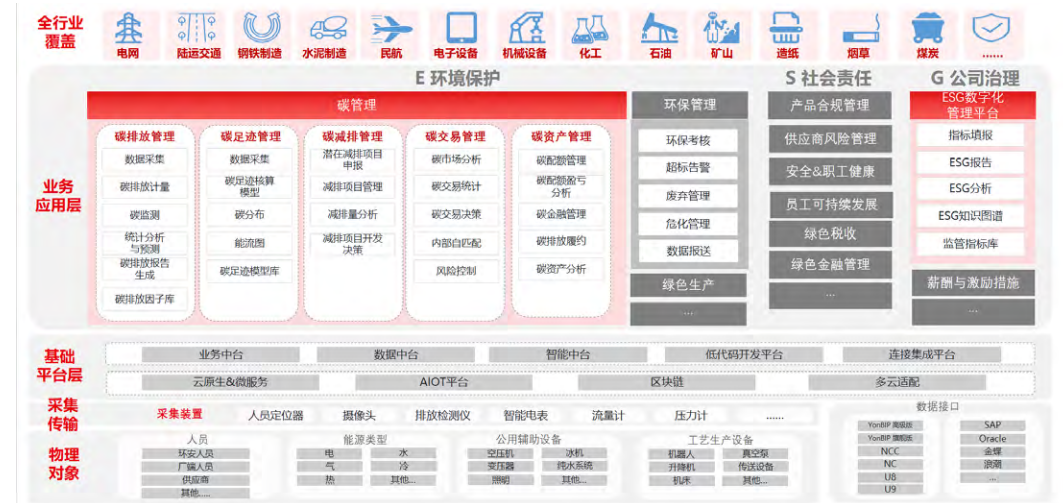 全行业
覆盖
电网
陆运交通
钢铁制造
水泥制造
民航
电子设备
机械设备
化工
石油
矿山
造纸
烟草
煤炭
......
业务
应用层
E 环境保护
碳管理
碳排放管理
数据采集
碳排放计量
碳监测
统计分析
与预测
碳排放报告
生成
碳排放因子库
碳足迹管理
数据采集
碳足迹核算
模型
碳分布
能流图
碳足迹模型库
碳减排管理
潜在减排项目
申报
减排项目管理
减排量分析
减排项目开发
决策
碳交易管理
碳市场分析
碳交易统计
碳交易决策
内部自匹配
风险控制
碳资产管理
碳配额管理
碳配额盈亏
分析
碳金融管理
碳排放履约
碳资产分析
环保管理
环保考核
超标告警
废弃管理
危化管理
数据报送
绿色生产
...
S 社会责任
产品合规管理
供应商风险管理
安全&职工健康
员工可持续发展
绿色税收
绿色金融管理
...
G 公司治理
ESG数字化
管理平台
指标填报
ESG报告
ESG分析
ESG知识图谱
监管指标库
薪酬与激励措施
...
基础
平台层
业务中台
数据中台
智能中台
低代码开发平台
连接集成平台
云原生&微服务
AIOT平台
区块链
多云适配
采集
传输
采集装置
人员定位器
摄像头
排放检测仪
智能电表
流量计
压力计
......
物理
对象
人员
环安人员
厂端人员
供应商
其他.....
能源类型
电
水
气
冷
热
其他...
公用辅助设备
空压机
冰机
变压器
纯水系统
照明
其他...
工艺生产设备
机器人
真空泵
升降机
传送设备
机床
其他...
数据接口
YonBIP 高级版
YonBIP 旗舰版
NCC
NC
U8
U9
SAP
Oracle
金蝶
浪潮
...